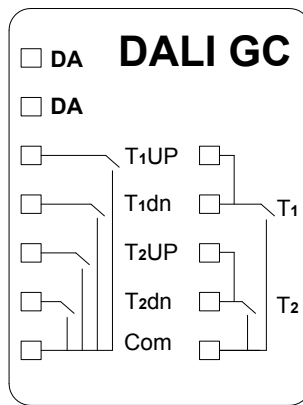 DA DALI GC
DA
T1UP
T1dn T1
T2UP
T2dn T2
Com